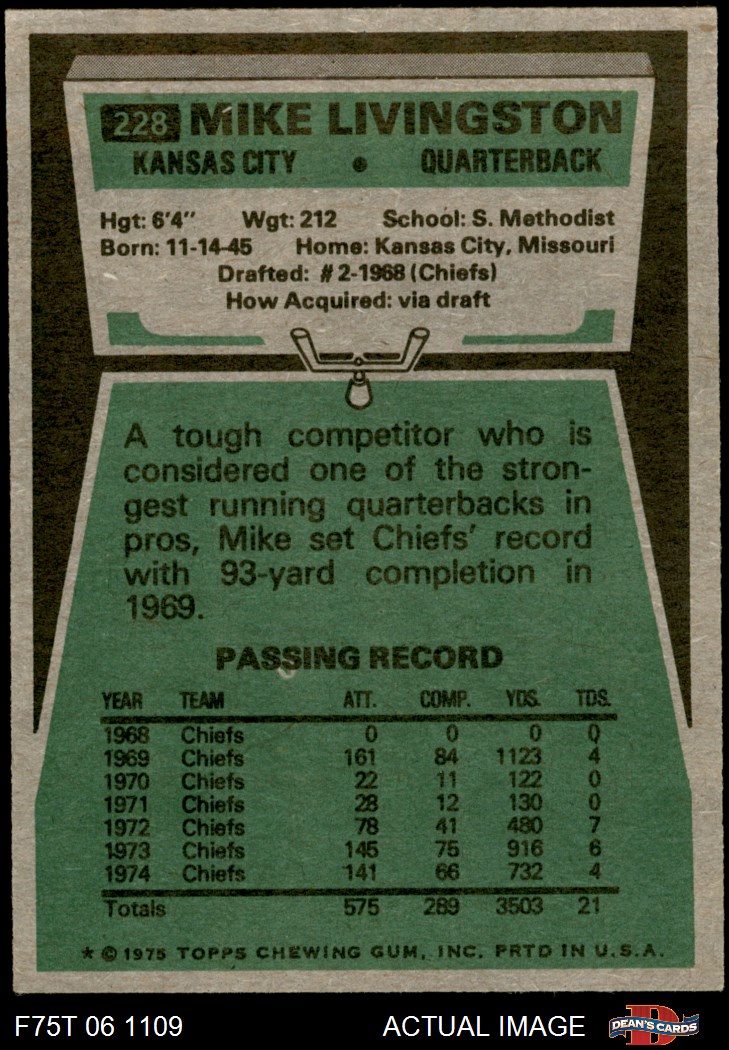 228 MIKE LIVINGSTON
KANSAS CITY • QUARTERBACK
Hgt: 6'4" Wgt: 212 School: S. Methodist
Born: 11-14-45 Home: Kansas City, Missouri
Drafted: #2-1968 (Chiefs)
How Acquired: via draft
A tough competitor who is
considered one of the stron-
gest running quarterbacks in
pros, Mike set Chiefs' record
with 93-yard completion in
1969.
PASSING RECORD
YEAR TEAM ATT. COMP. YDS. TDS.
1968 Chiefs 0 0 0 0
1969 Chiefs 161 84 1123 4
1970 Chiefs 22 11 122 0
1971 Chiefs 28 12 130 0
1972 Chiefs 78 41 480 7
1973 Chiefs 145 75 916 6
1974 Chiefs 141 66 732 4
Totals 575 289 3503 21
* © 1975 TOPPS CHEWING GUM, INC. PRTD IN U.S.A.
F75T 06 1109 ACTUAL IMAGE DEAN'S CARDS